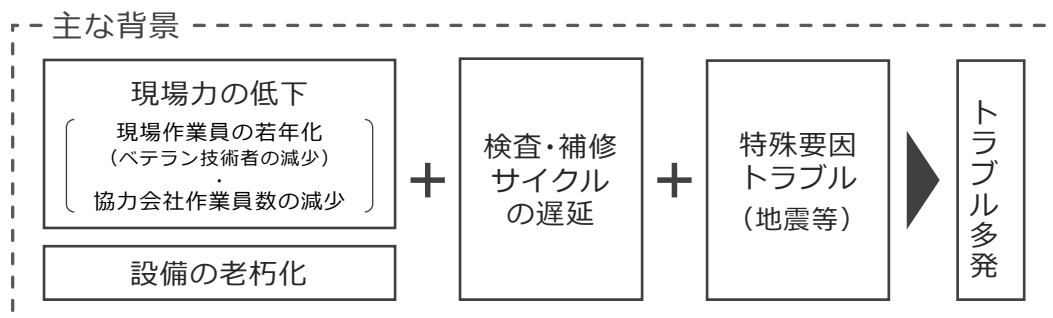 主な背景
現場力の低下
現場作業員の若年化
（ベテラン技術者の減少）
・
協力会社作業員数の減少
設備の老朽化
+
検査・補修
サイクル
の遅延
+
特殊要因
トラブル
（地震等）
トラブル多発